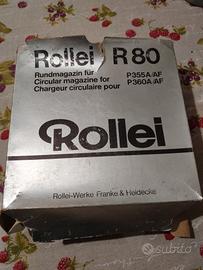 Rollei R80
Rundmagazin für P355A/AF
Circular magazine for P360A/AF
Chargeur circulaire pour
Rollei
Rollei-Werke Franke & Heidecke
subito